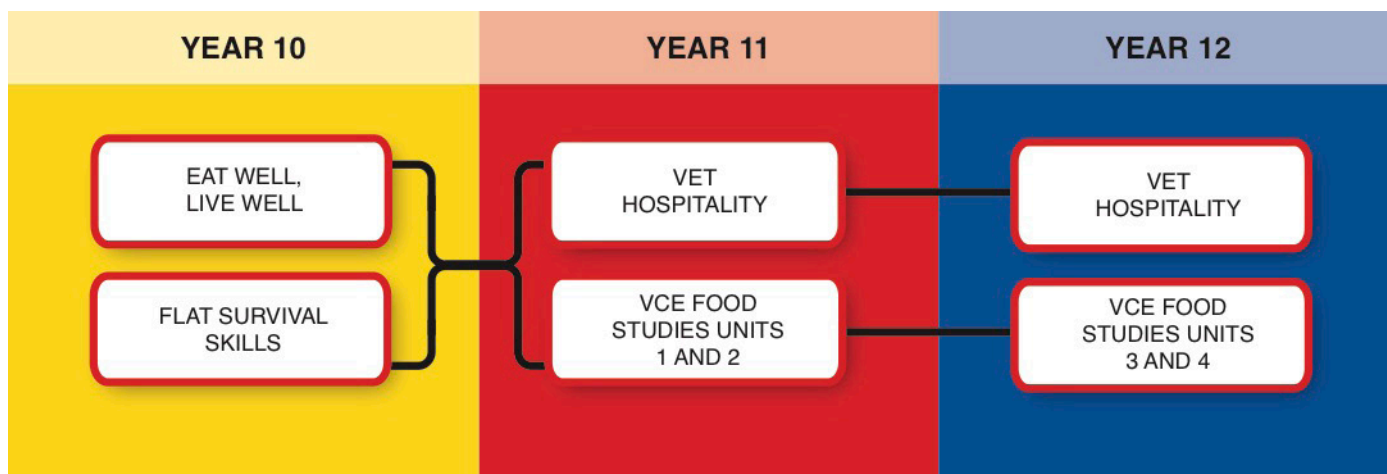 YEAR 10
YEAR 11
YEAR 12
EAT WELL,
LIVE WELL
FLAT SURVIVAL
SKILLS
VET
HOSPITALITY
VCE FOOD
STUDIES UNITS
1 AND 2
VET
HOSPITALITY
VCE FOOD
STUDIES UNITS
3 AND 4